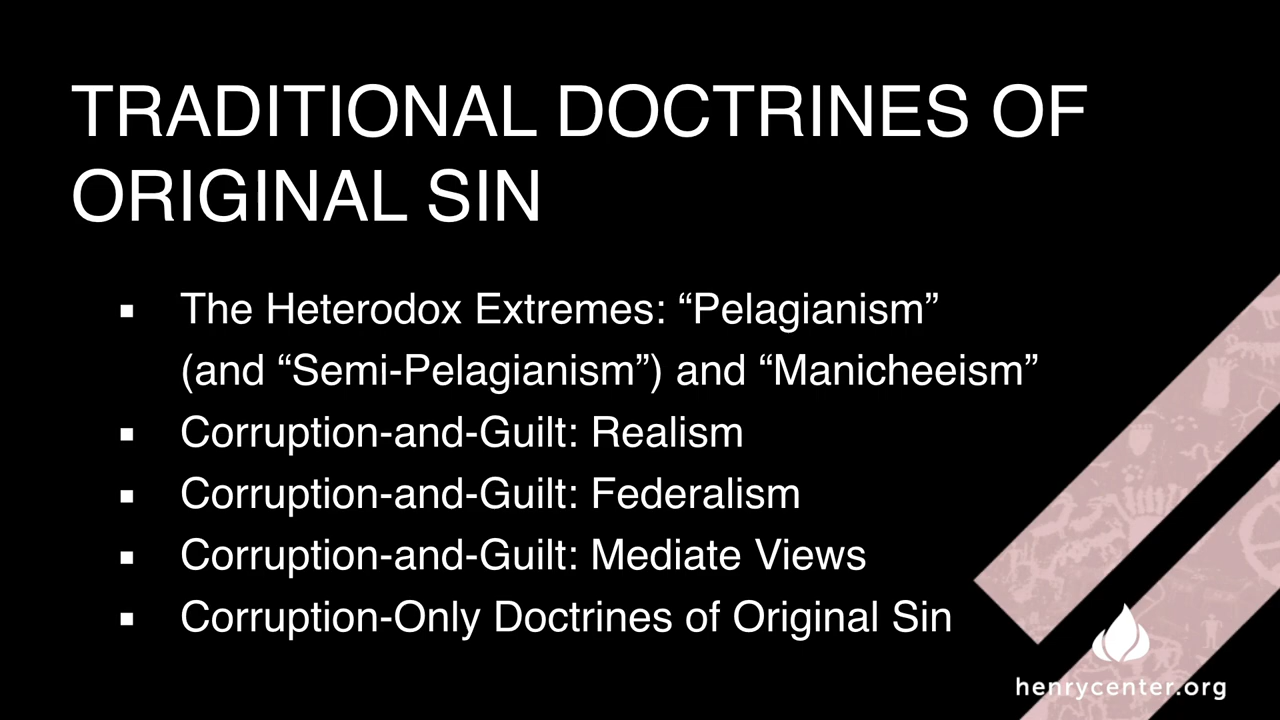 TRADITIONAL DOCTRINES OF
ORIGINAL SIN
▪ The Heterodox Extremes: “Pelagianism”
(and “Semi-Pelagianism”) and “Manicheeism”
▪ Corruption-and-Guilt: Realism
▪ Corruption-and-Guilt: Federalism
▪ Corruption-and-Guilt: Mediate Views
▪ Corruption-Only Doctrines of Original Sin
henrycenter.org